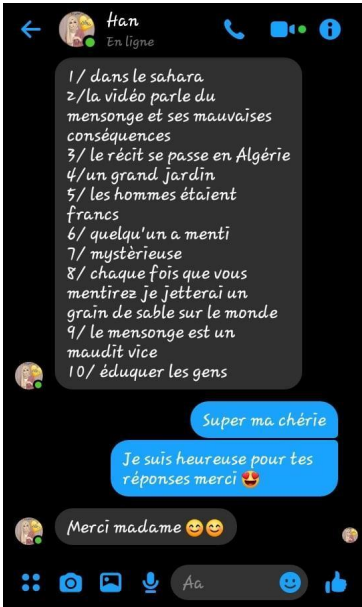 Han
En ligne
1/ dans le sahara
2/la vidéo parle du
mensonge et ses mauvaises
conséquences
3/ le récit se passe en Algérie
4/un grand jardin
5/ les hommes étaient
francs
6/ quelqu'un a menti
7/ mystèrieuse
8/ chaque fois que vous
mentirez je jetterai un
grain de sable sur le monde
9/ le mensonge est un
maudit vice
10/ éduquer les gens
Super ma chérie
Je suis heureuse pour tes
réponses merci 😍
Merci madame 😊😊
Aa